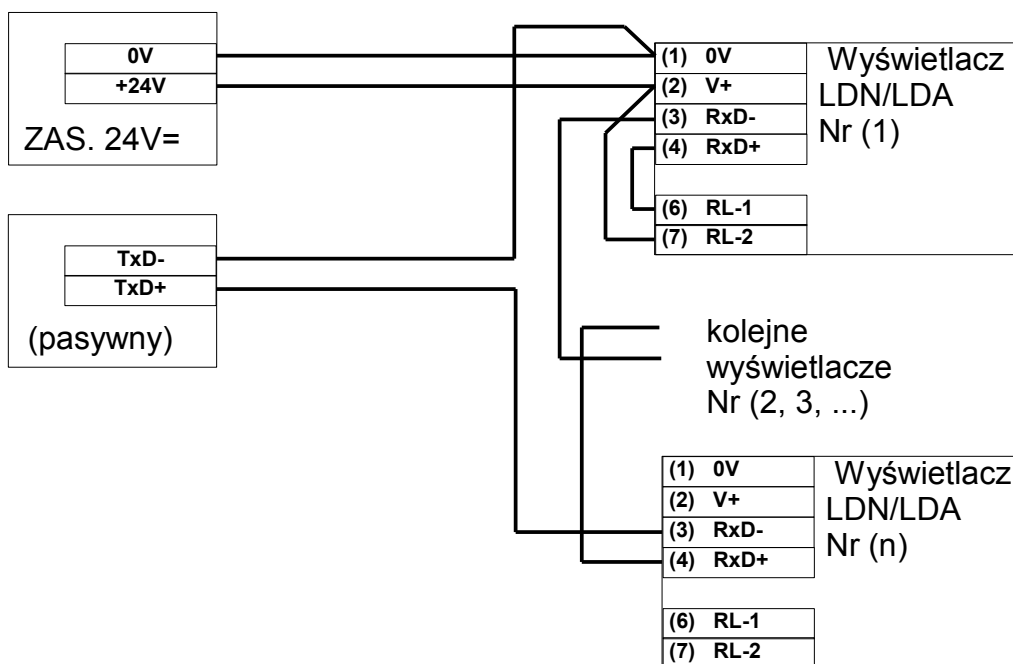 0V
+24V
ZAS. 24V=
TxD-
TxD+
(pasywny)
(1) 0V
(2) V+
(3) RxD-
(4) RxD+
(6) RL-1
(7) RL-2
Wyświetlacz
LDN/LDA
Nr (1)
kolejne
wyświetlacze
Nr (2, 3, ...)
(1) 0V
(2) V+
(3) RxD-
(4) RxD+
(6) RL-1
(7) RL-2
Wyświetlacz
LDN/LDA
Nr (n)